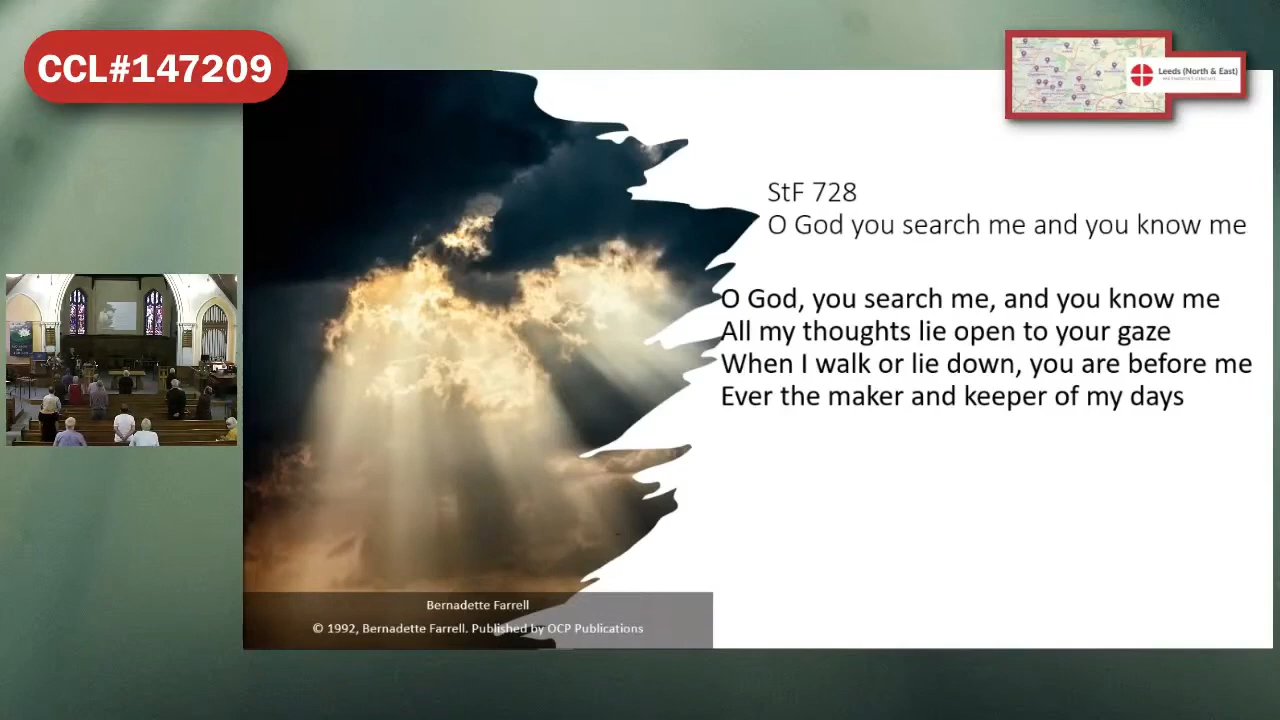 CCL#147209
Leeds (North & East)
METHODIST CIRCUIT
StF 728
O God you search me and you know me
O God, you search me, and you know me
All my thoughts lie open to your gaze
When I walk or lie down, you are before me
Ever the maker and keeper of my days
Bernadette Farrell
© 1992, Bernadette Farrell. Published by OCP Publications